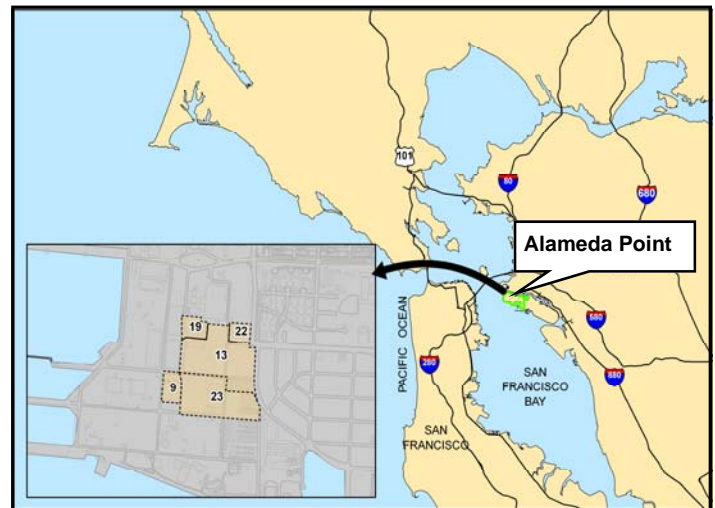 101
80
680
Alameda Point
580
280
880
PACIFIC OCEAN
SAN
FRANCISCO
BAY
SAN
FRANCISCO
19
22
13
9
23